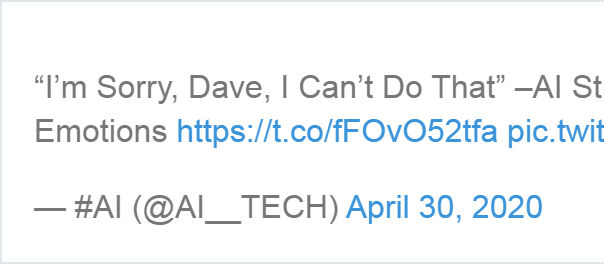 “I’m Sorry, Dave, I Can’t Do That” –AI St
Emotions https://t.co/fFOvO52tfa pic.twit
— #AI (@AI__TECH) April 30, 2020